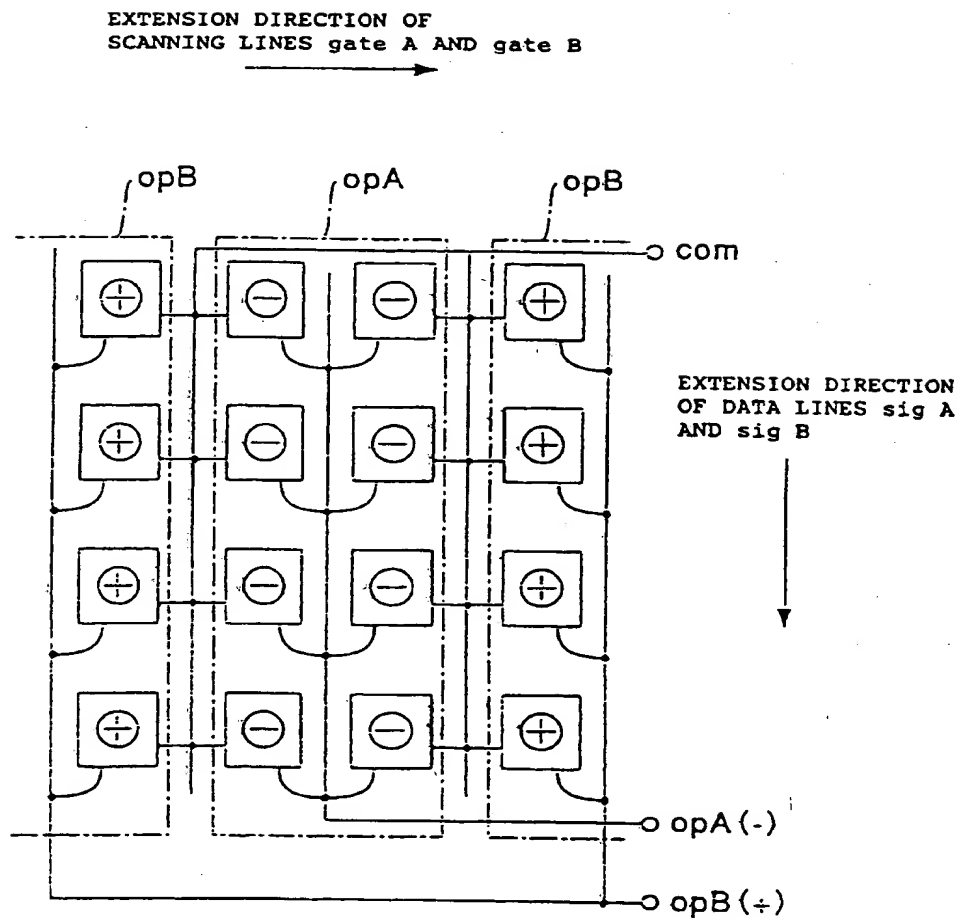 EXTENSION DIRECTION OF
SCANNING LINES gate A AND gate B
opB
opA
opB
com
EXTENSION DIRECTION
OF DATA LINES sig A
AND sig B
opA(-)
opB(÷)